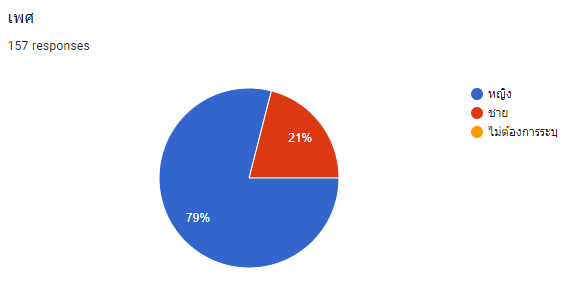 เพศ
157 responses
หญิง
ชาย
ไม่ต้องการระบุ
21%
79%